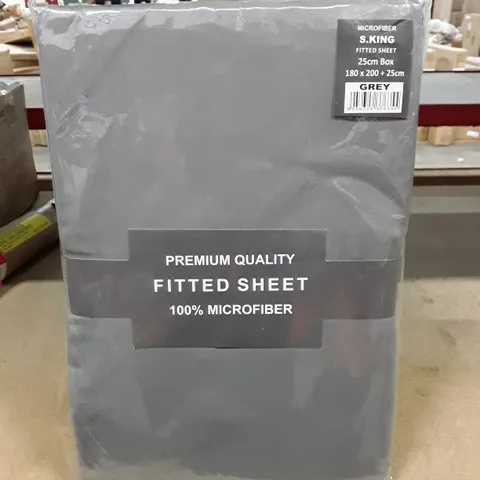 MICROFIBER
S.KING
FITTED SHEET
25cm Box
180 x 200 + 25cm
GREY
PREMIUM QUALITY
FITTED SHEET
100% MICROFIBER